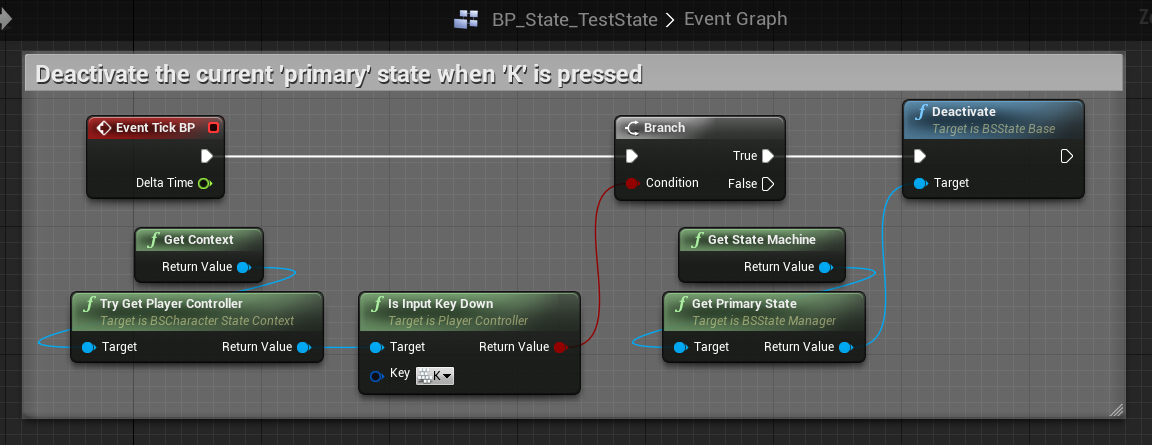 BP_State_TestState > Event Graph
Deactivate the current 'primary' state when 'K' is pressed
Event Tick BP
Delta Time
Branch
True
Condition
False
Deactivate
Target is BSState Base
Target
Get Context
Return Value
Try Get Player Controller
Target is BSCharacter State Context
Target
Return Value
Is Input Key Down
Target is Player Controller
Target
Return Value
Key
K
Get State Machine
Return Value
Get Primary State
Target is BSState Manager
Target
Return Value